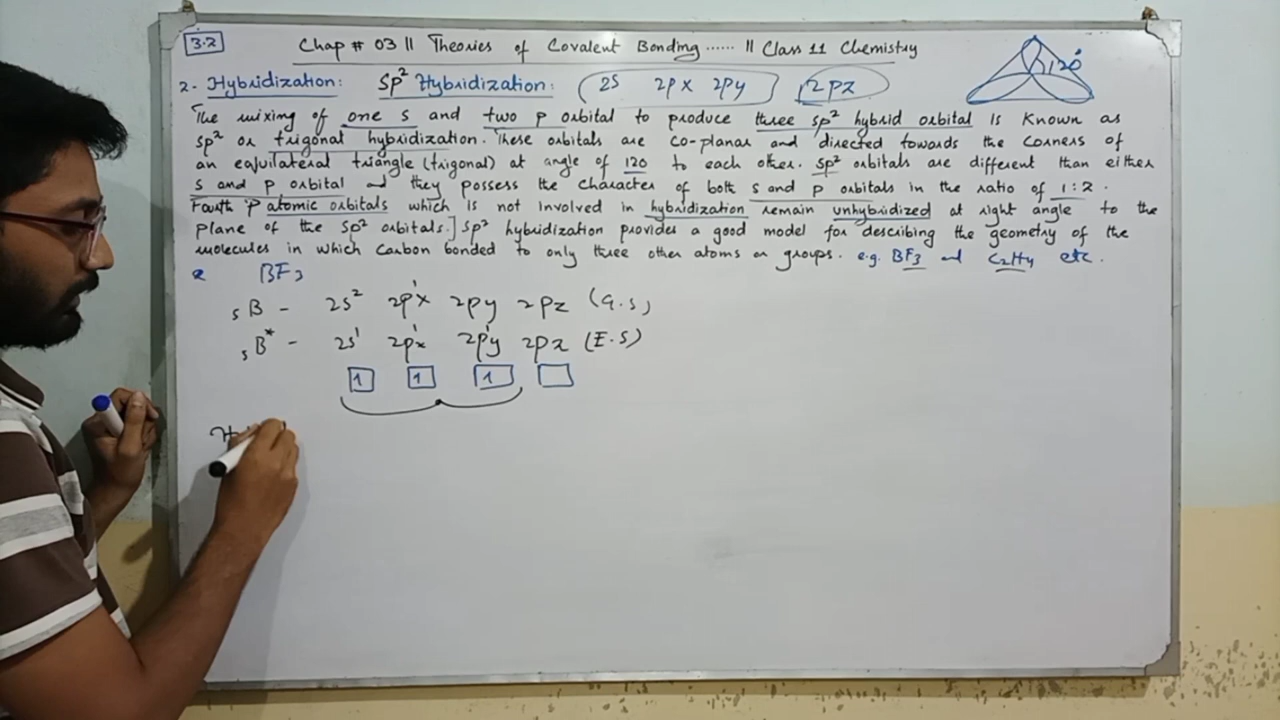 3.2
Chap # 03 || Theories of Covalent Bonding ...... || Class 11 Chemistry
2- Hybridization: Sp² Hybridization: (2S 2px 2py) 2pz
120°
The mixing of one s and two p orbital to produce three sp² hybrid orbital is known as
sp² or trigonal hybridization. These orbitals are co-planar and directed towards the corners of
an equilateral triangle (trigonal) at angle of 120 to each other. sp² orbitals are different than either
s and p orbital and they possess the character of both s and p orbitals in the ratio of 1:2.
Fourth p atomic orbitals which is not involved in hybridization remain unhybridized at right angle to the
plane of the sp² orbitals.] sp² hybridization provides a good model for describing the geometry of the
molecules in which carbon bonded to only three other atoms or groups. e.g. BF3 and C2H4 etc.
BF3
5B - 2s² 2p¹x 2py 2pz (G.S)
5B* - 2s¹ 2p¹x 2p¹y 2pz (E.S)
1 1 1